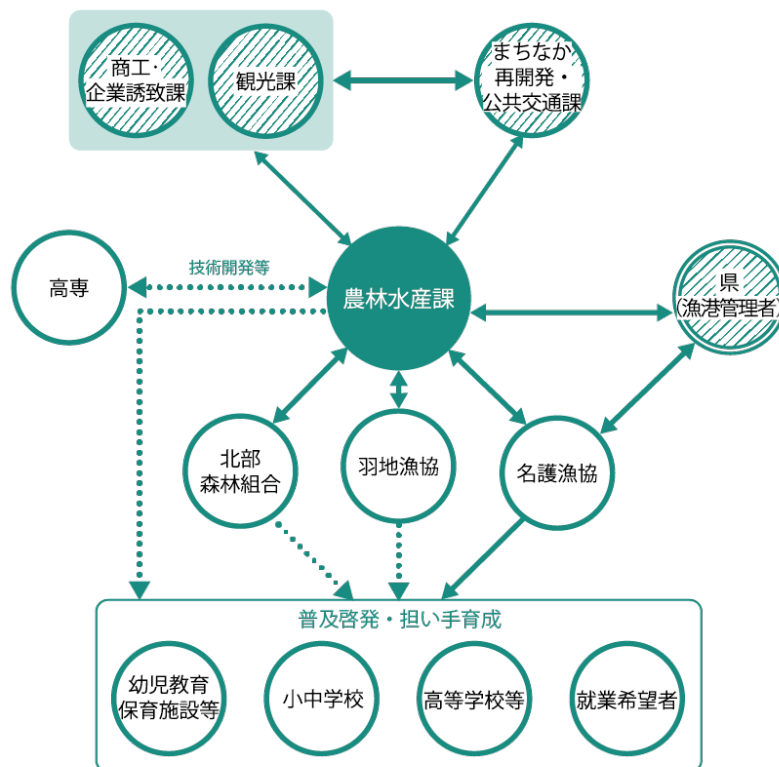 商工・
企業誘致課
観光課
まちなか
再開発・
公共交通課
高専
技術開発等
農林水産課
県
(漁港管理者)
北部
森林組合
羽地漁協
名護漁協
普及啓発・担い手育成
幼児教育
保育施設等
小中学校
高等学校等
就業希望者